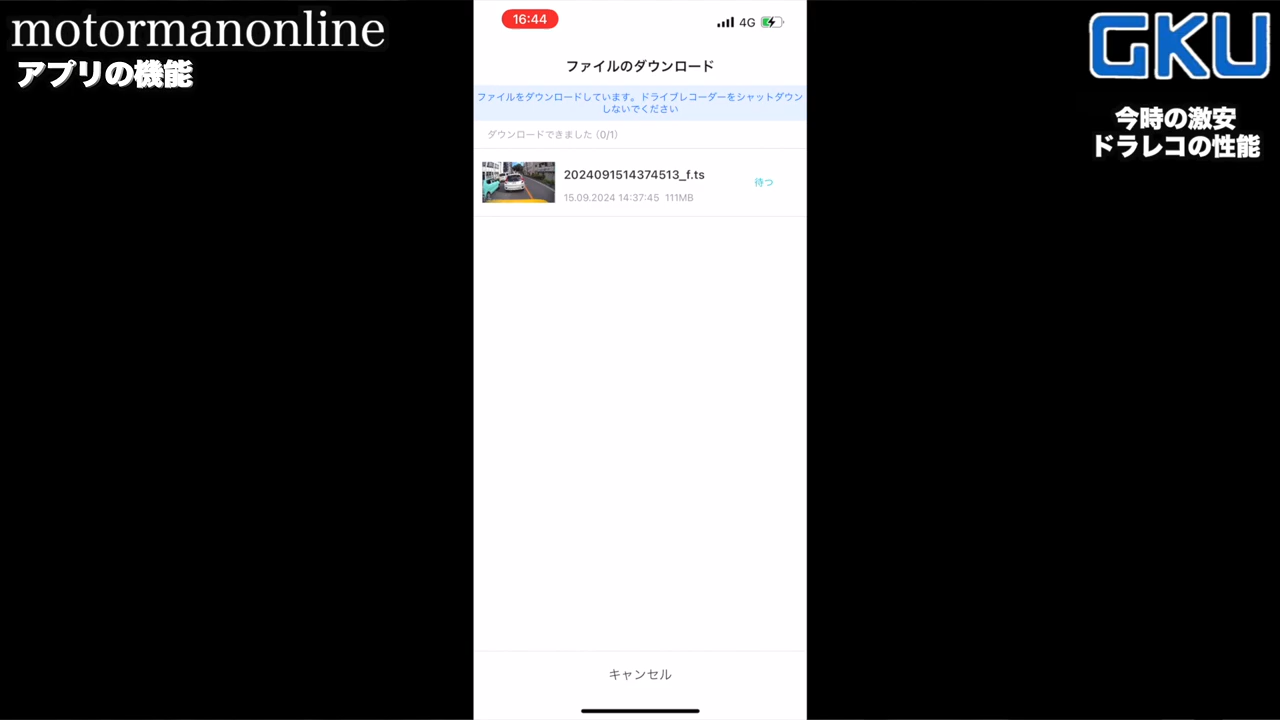 motormanonline
アプリの機能
GKU
今時の激安
ドラレコの性能
16:44
4G
ファイルのダウンロード
ファイルをダウンロードしています。ドライブレコーダーをシャットダウン
しないでください
ダウンロードできました (0/1)
2024091514374513_f.ts
15.09.2024 14:37:45 111MB
待つ
キャンセル